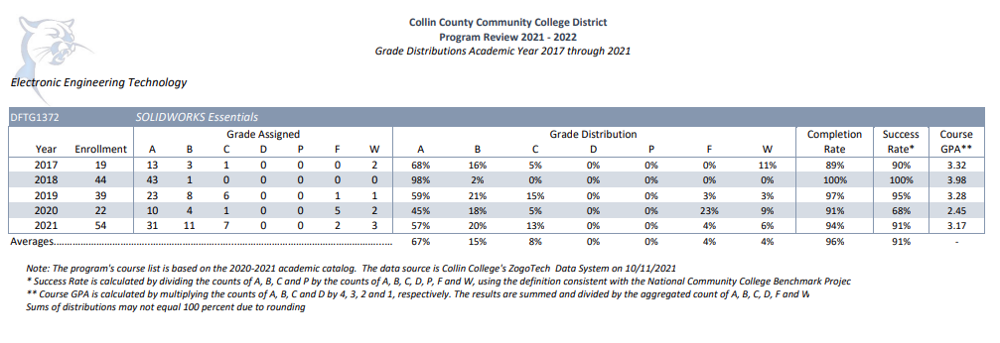 Collin County Community College District
Program Review 2021 - 2022
Grade Distributions Academic Year 2017 through 2021
Electronic Engineering Technology
DFTG1372 SOLIDWORKS Essentials
Grade Assigned Grade Distribution Completion Success Course
Year Enrollment A B C D P F W A B C D P F W Rate Rate* GPA**
2017 19 13 3 1 0 0 0 2 68% 16% 5% 0% 0% 0% 11% 89% 90% 3.32
2018 44 43 1 0 0 0 0 0 98% 2% 0% 0% 0% 0% 0% 100% 100% 3.98
2019 39 23 8 6 0 0 1 1 59% 21% 15% 0% 0% 3% 3% 97% 95% 3.28
2020 22 10 4 1 0 0 5 2 45% 18% 5% 0% 0% 23% 9% 91% 68% 2.45
2021 54 31 11 7 0 0 2 3 57% 20% 13% 0% 0% 4% 6% 94% 91% 3.17
Averages........................................................................................... 67% 15% 8% 0% 0% 4% 4% 96% 91% -
Note: The program's course list is based on the 2020-2021 academic catalog. The data source is Collin College's ZogoTech Data System on 10/11/2021
* Success Rate is calculated by dividing the counts of A, B, C and P by the counts of A, B, C, D, P, F and W, using the definition consistent with the National Community College Benchmark Projec
** Course GPA is calculated by multiplying the counts of A, B, C and D by 4, 3, 2 and 1, respectively. The results are summed and divided by the aggregated count of A, B, C, D, F and W
Sums of distributions may not equal 100 percent due to rounding